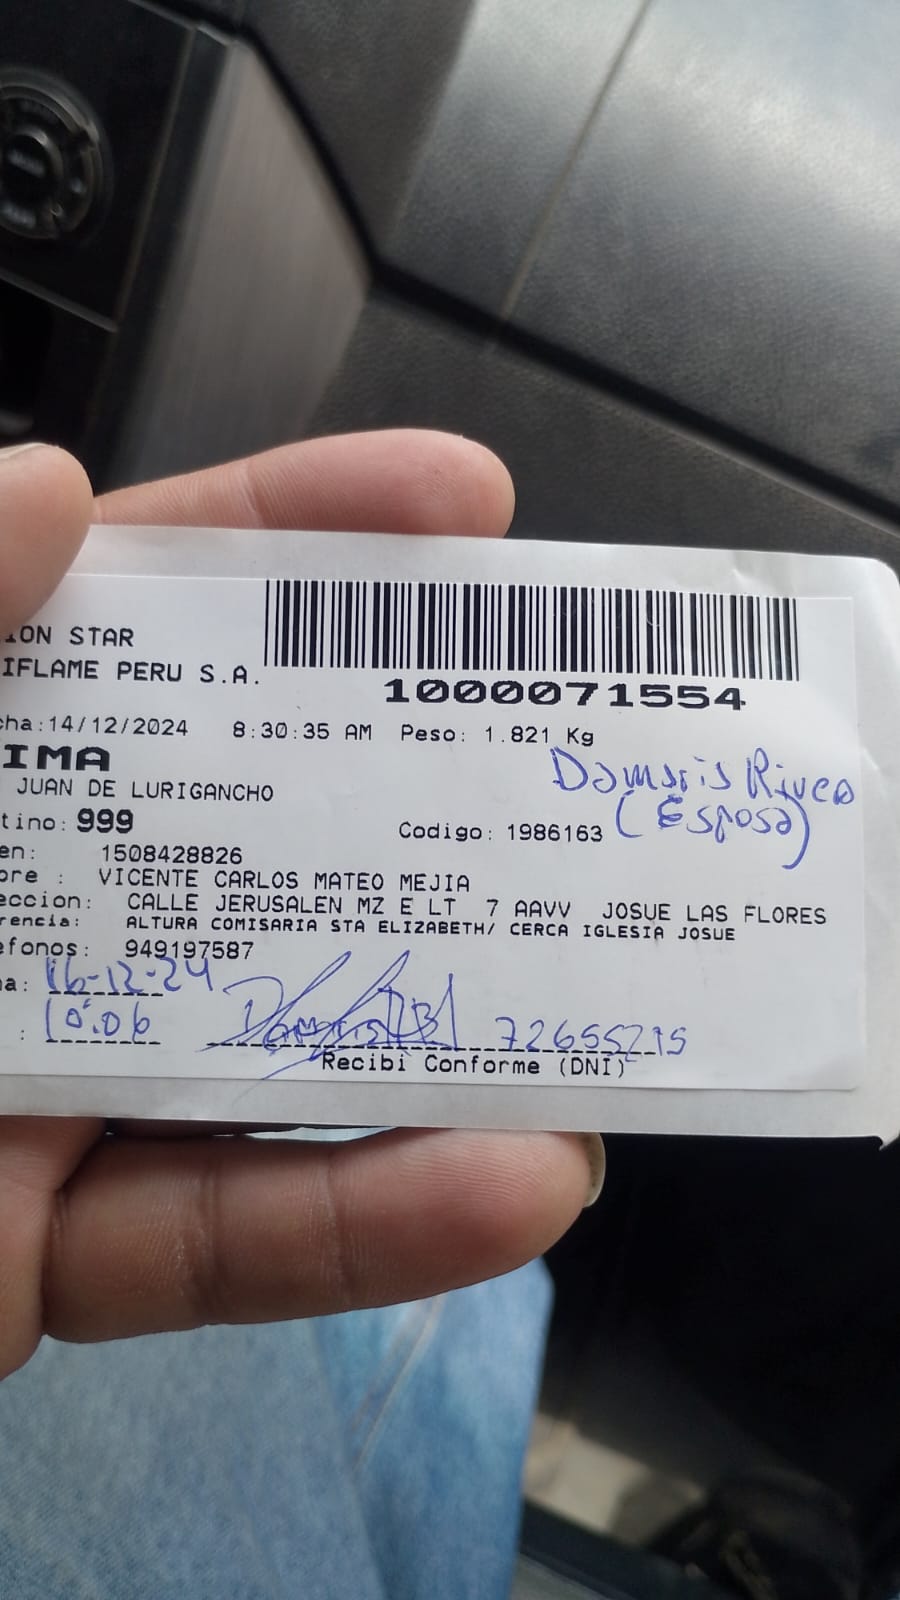 ION STAR
IFLAME PERU S.A.
1000071554
cha:14/12/2024 8:30:35 AM Peso: 1.821 Kg
IMA
JUAN DE LURIGANCHO
Damaris Rivea
(Esposa)
tino: 999 Codigo: 1986163
en: 1508428826
bre : VICENTE CARLOS MATEO MEJIA
eccion: CALLE JERUSALEN MZ E LT 7 AAVV JOSUE LAS FLORES
rencia: ALTURA COMISARIA STA ELIZABETH/ CERCA IGLESIA JOSUE
efonos: 949197587
ha: 16-12-24
: 10:06 72655215
Recibi Conforme (DNI)